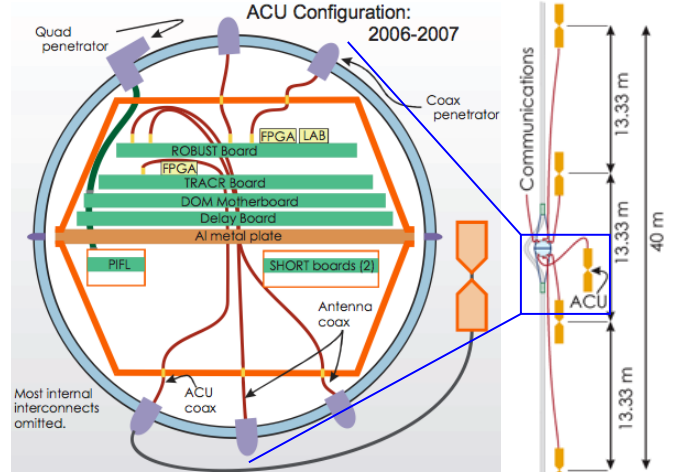 ACU Configuration:
2006-2007
Quad
penetrator
Coax
penetrator
FPGA
LAB
ROBUST Board
FPGA
TRACR Board
DOM Motherboard
Delay Board
Al metal plate
PIFL
SHORT boards (2)
Antenna
coax
ACU
coax
Most internal
interconnects
omitted.
Communications
ACU
13.33 m
13.33 m
13.33 m
40 m